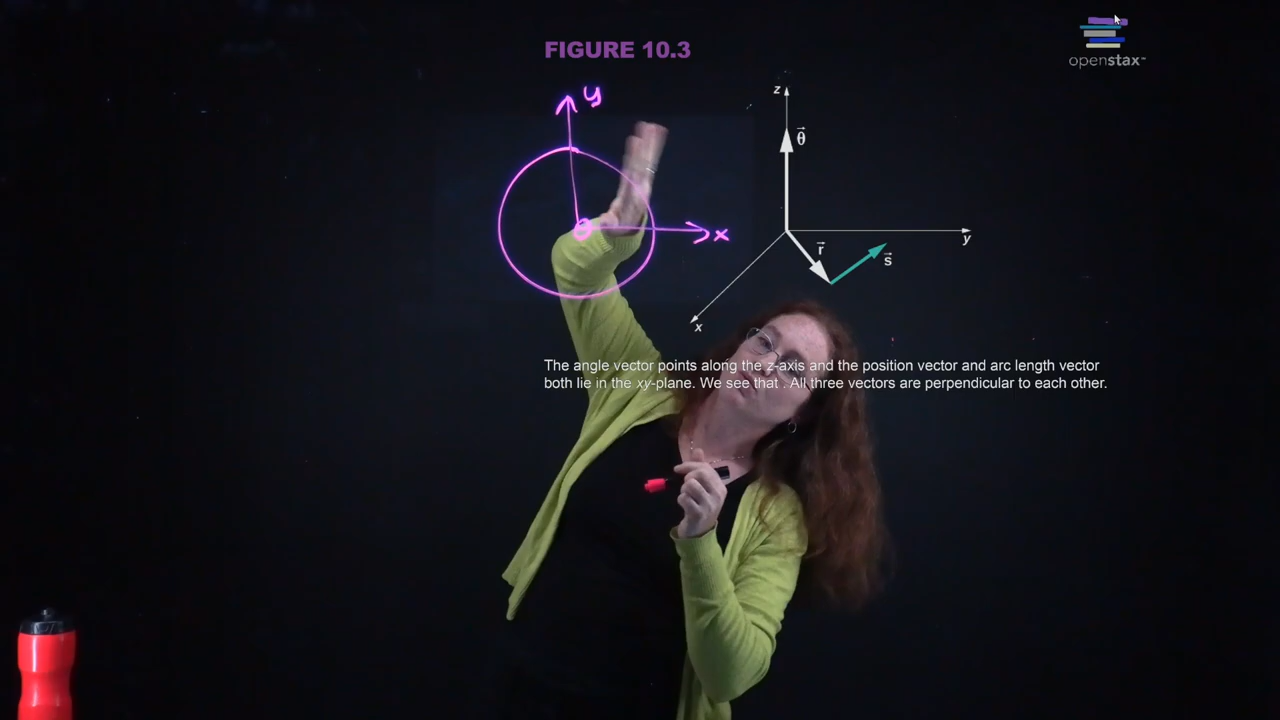 FIGURE 10.3
openstax™
y
x
z
θ
y
r
s
x
The angle vector points along the z-axis and the position vector and arc length vector
both lie in the xy-plane. We see that . All three vectors are perpendicular to each other.